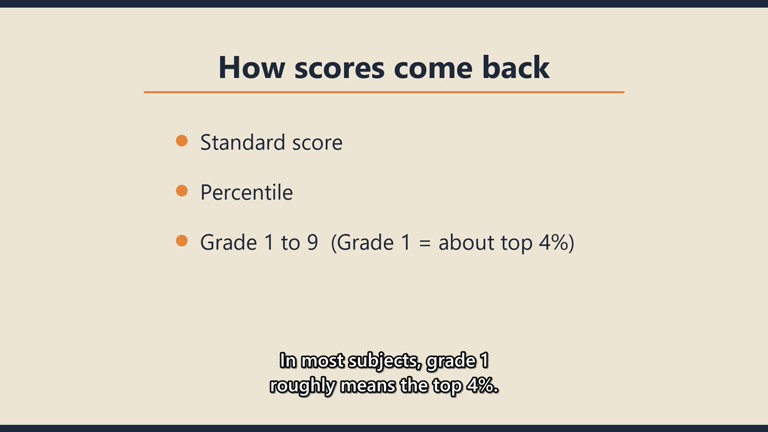 How scores come back
Standard score
Percentile
Grade 1 to 9 (Grade 1 = about top 4%)
In most subjects, grade 1
roughly means the top 4%.